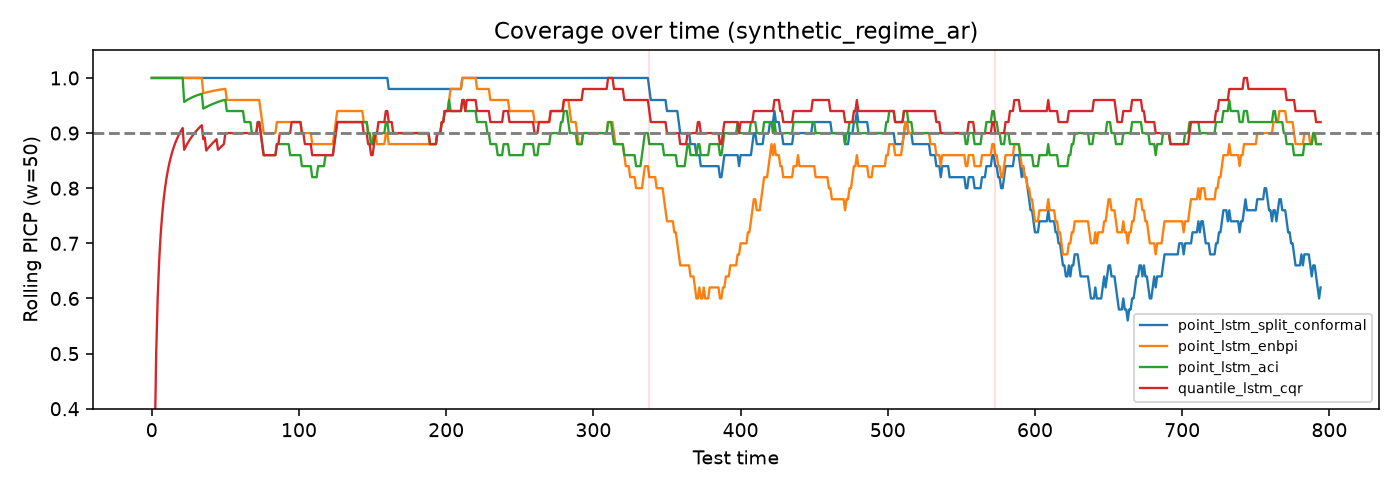 Coverage over time (synthetic_regime_ar)
Rolling PICP (w=50)
1.0
0.9
0.8
0.7
0.6
0.5
0.4
0 100 200 300 400 500 600 700 800
Test time
point_lstm_split_conformal
point_lstm_enbpi
point_lstm_aci
quantile_lstm_cqr